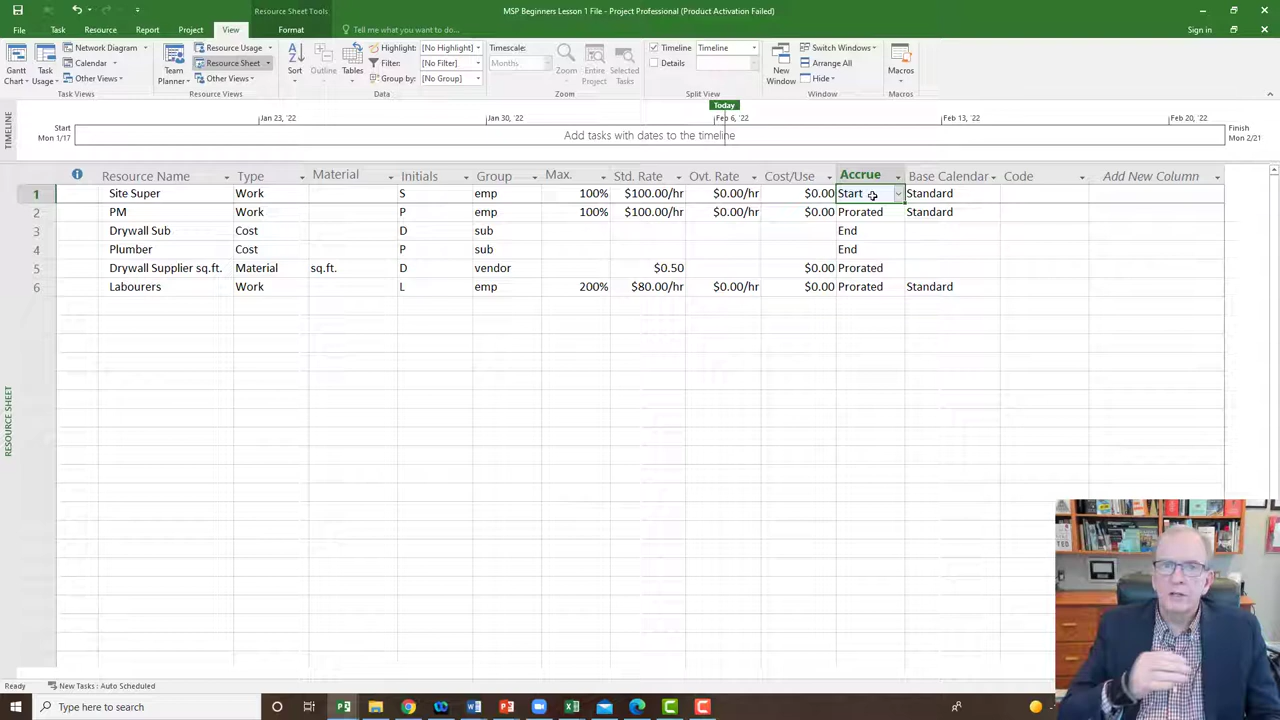 Resource Sheet Tools
MSP Beginners Lesson 1 File - Project Professional (Product Activation Failed)
File Task Resource Report Project View Format Tell me what you want to do Sign in
Gantt Chart Task Usage Network Diagram Calendar Other Views
Task Views
Team Planner Resource Usage Resource Sheet Other Views
Resource Views
Sort Outline Tables Highlight: [No Highlight] Filter: [No Filter] Group by: [No Group]
Data
Timescale: Months Zoom Entire Project Selected Tasks
Zoom
Timeline Timeline Details
Split View
New Window Switch Windows Arrange All Hide
Window
Macros
Macros
TIMELINE
Today
Start
Mon 1/17
Jan 23, '22 Jan 30, '22 Feb 6, '22 Feb 13, '22 Feb 20, '22
Add tasks with dates to the timeline
Finish
Mon 2/21
RESOURCE SHEET
Resource Name Type Material Initials Group Max. Std. Rate Ovt. Rate Cost/Use Accrue Base Calendar Code Add New Column
1 Site Super Work S emp 100% $100.00/hr $0.00/hr $0.00 Start Standard
2 PM Work P emp 100% $100.00/hr $0.00/hr $0.00 Prorated Standard
3 Drywall Sub Cost D sub End
4 Plumber Cost P sub End
5 Drywall Supplier sq.ft. Material sq.ft. D vendor $0.50 $0.00 Prorated
6 Labourers Work L emp 200% $80.00/hr $0.00/hr $0.00 Prorated Standard
Ready New Tasks : Auto Scheduled
Type here to search